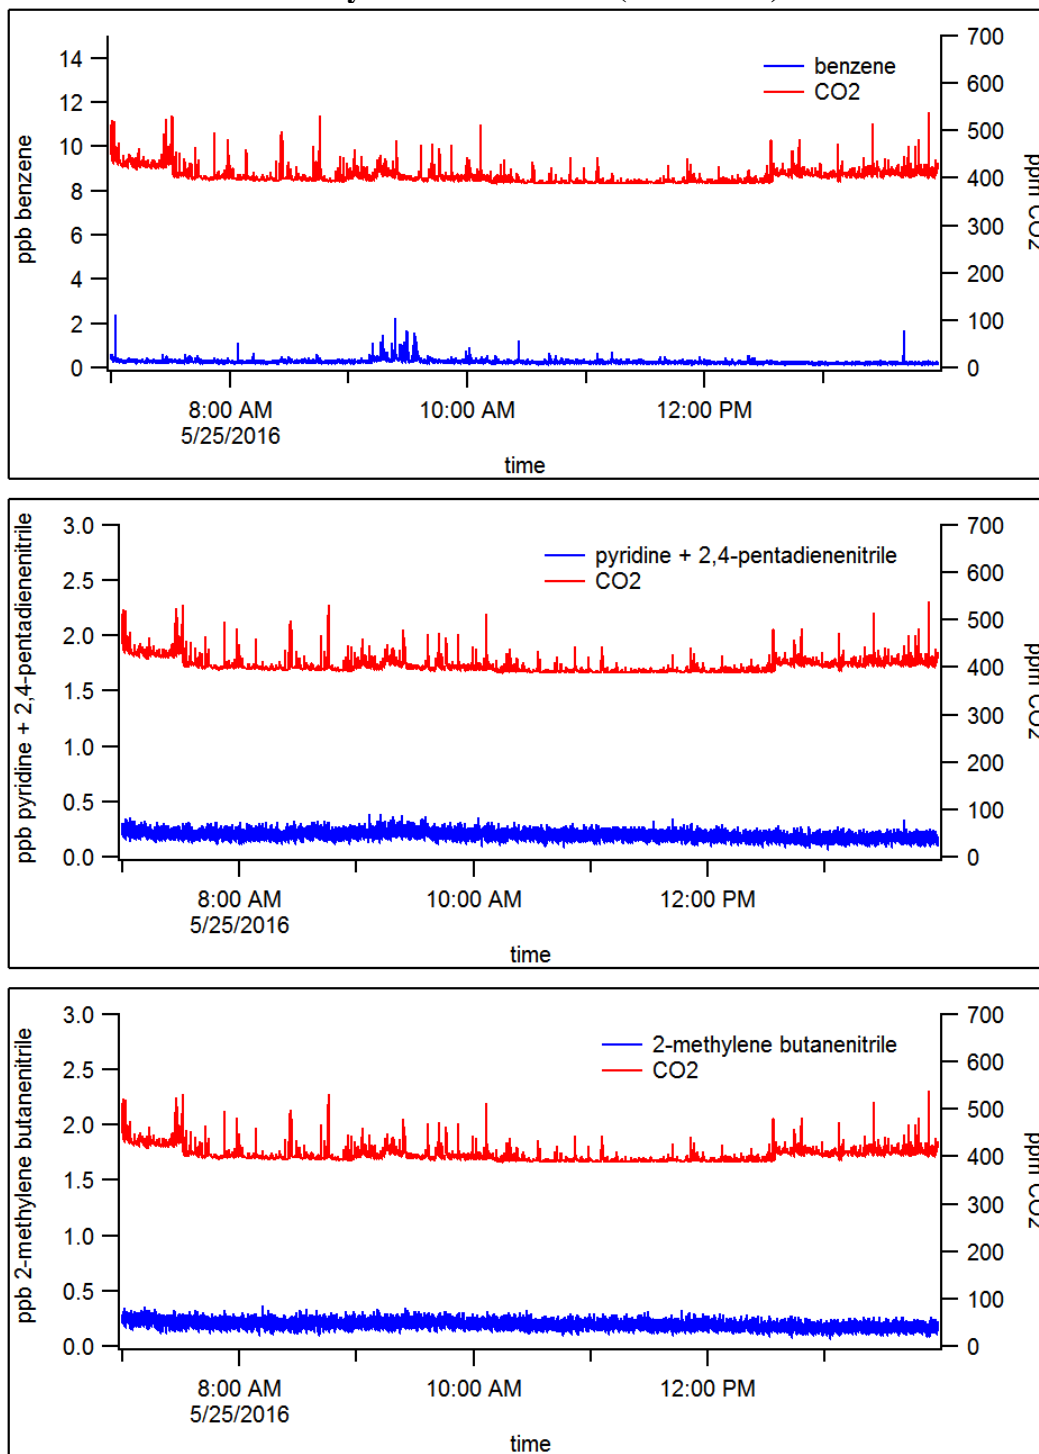 14
12
10
8
6
4
2
0
ppb benzene
benzene
CO2
700
600
500
400
300
200
100
0
ppm CO2
8:00 AM
5/25/2016
10:00 AM
12:00 PM
time
3.0
2.5
2.0
1.5
1.0
0.5
0.0
ppb pyridine + 2,4-pentadienenitrile
pyridine + 2,4-pentadienenitrile
CO2
700
600
500
400
300
200
100
0
ppm CO2
8:00 AM
5/25/2016
10:00 AM
12:00 PM
time
3.0
2.5
2.0
1.5
1.0
0.5
0.0
ppb 2-methylene butanenitrile
2-methylene butanenitrile
CO2
700
600
500
400
300
200
100
0
ppm CO2
8:00 AM
5/25/2016
10:00 AM
12:00 PM
time